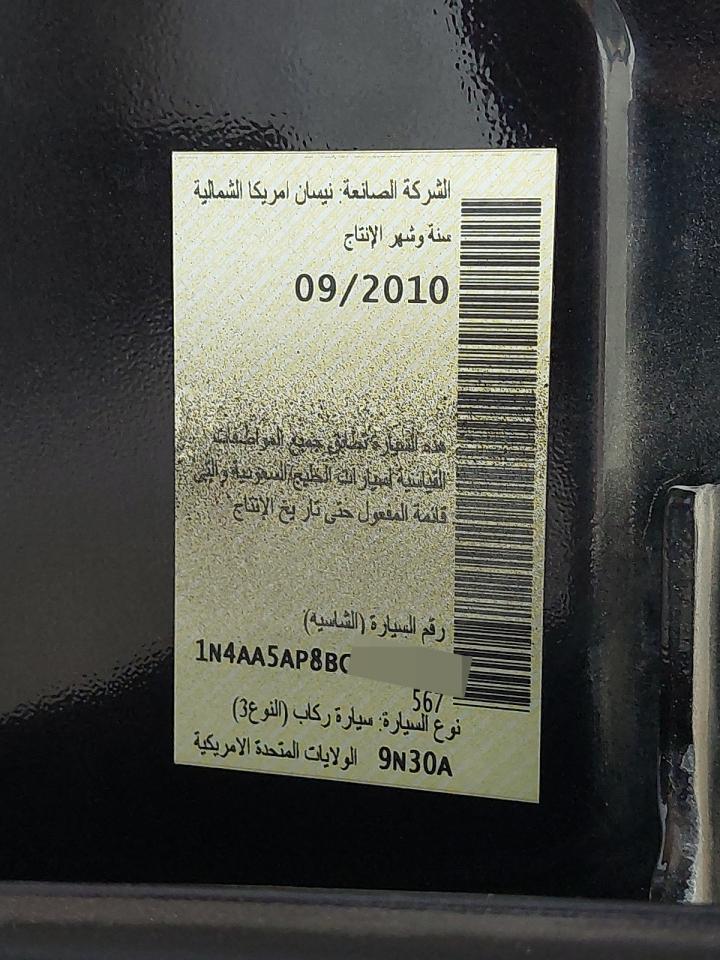 الشركة الصانعة: نيسان امريكا الشمالية
سنة وشهر الإنتاج
09/2010
هذه السيارة تطابق جميع المواصفات
القياسية لسيارات الخليج السعودية والتي
قائمة المفعول حتى تاريخ الإنتاج
رقم السيارة (الشاسيه)
1N4AA5AP8BC
567
نوع السيارة: سيارة ركاب (النوع3)
9N30A الولايات المتحدة الامريكية